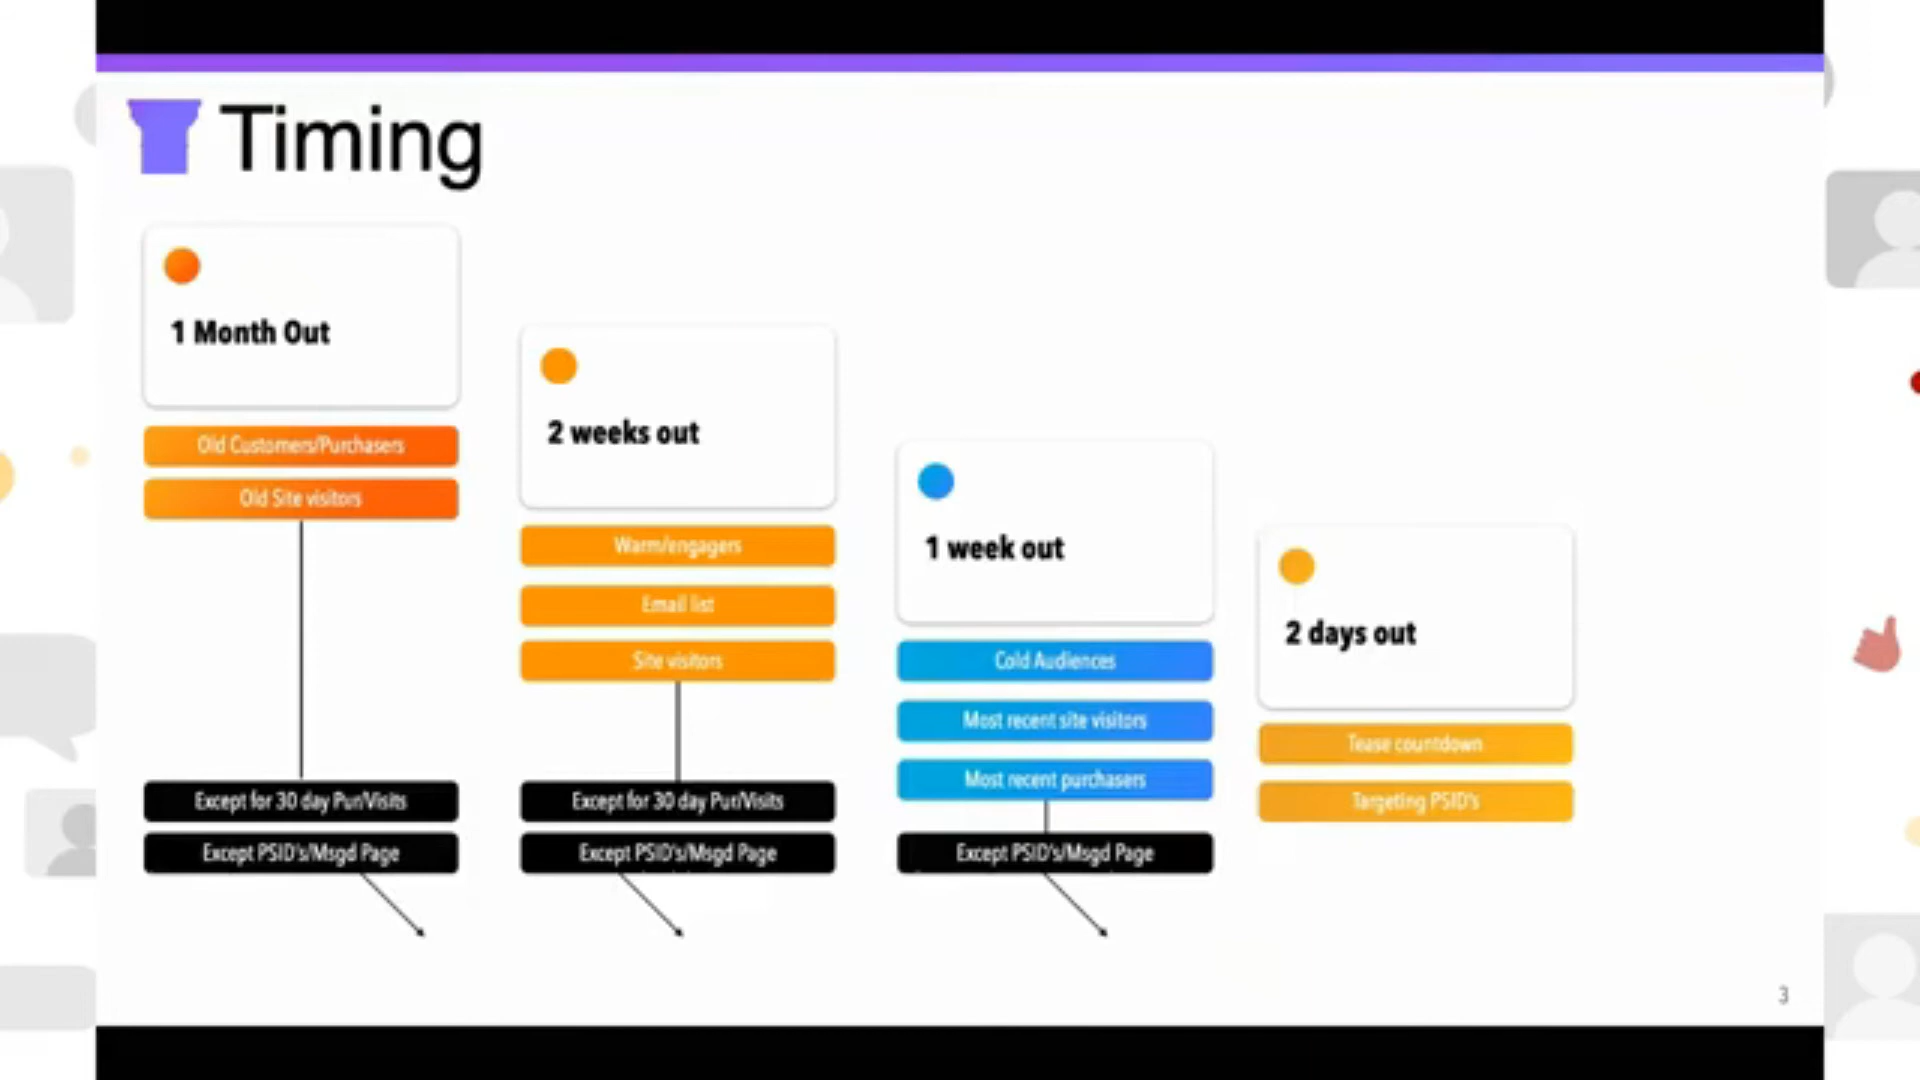 Timing
1 Month Out
Old Customers/Purchasers
Old Site visitors
Except for 30 day Pur/Visits
Except PSID's/Msgd Page
2 weeks out
Warm/engagers
Email list
Site visitors
Except for 30 day Pur/Visits
Except PSID's/Msgd Page
1 week out
Cold Audiences
Most recent site visitors
Most recent purchasers
Except PSID's/Msgd Page
2 days out
Tease countdown
Targeting PSID's
3